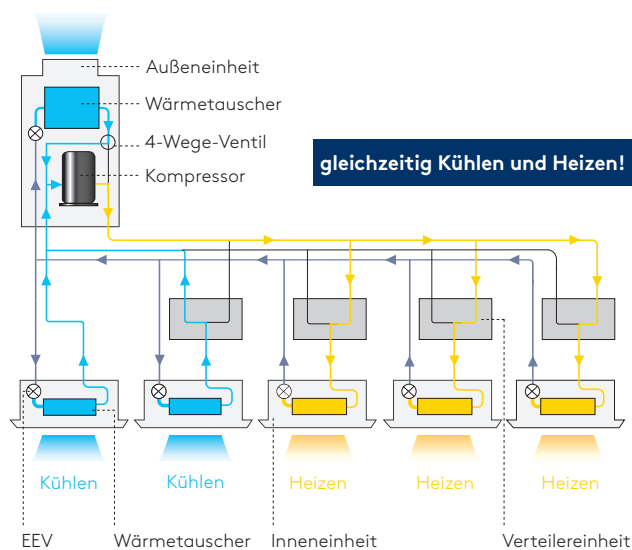 Außeneinheit
Wärmetauscher
4-Wege-Ventil
Kompressor
gleichzeitig Kühlen und Heizen!
Kühlen
Kühlen
Heizen
Heizen
Heizen
EEV
Wärmetauscher
Inneneinheit
Verteilereinheit